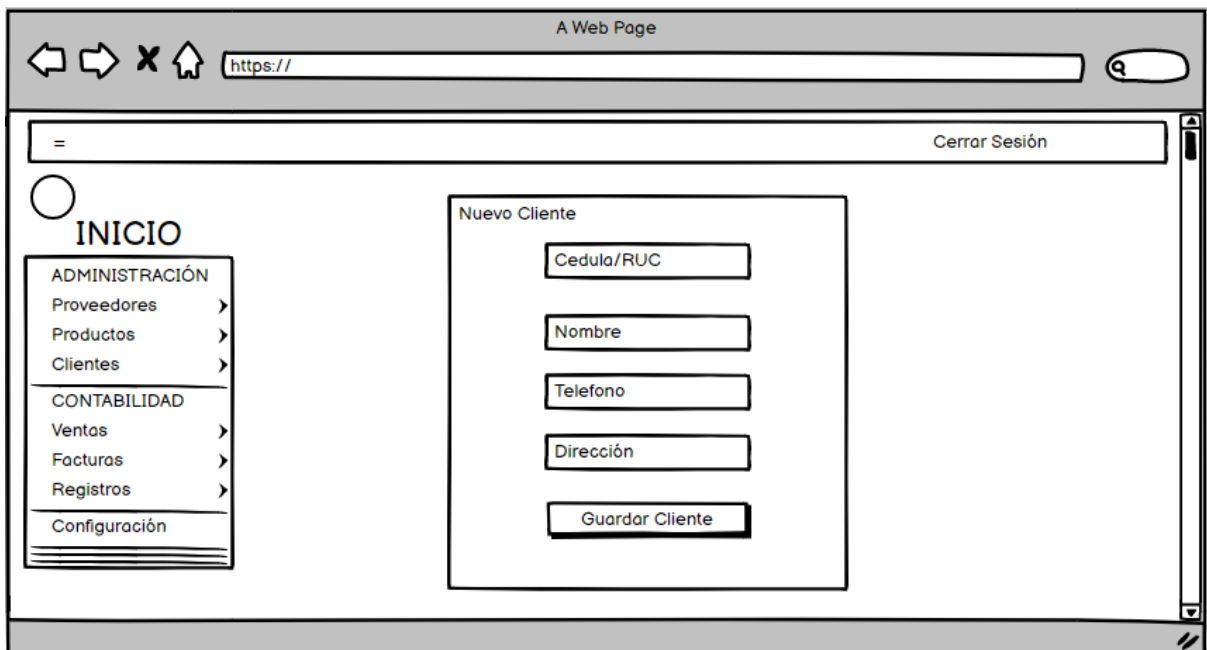 A Web Page
https://
=
Cerrar Sesión
INICIO
ADMINISTRACIÓN
Proveedores
Productos
Clientes
CONTABILIDAD
Ventas
Facturas
Registros
Configuración
Nuevo Cliente
Cedula/RUC
Nombre
Telefono
Dirección
Guardar Cliente